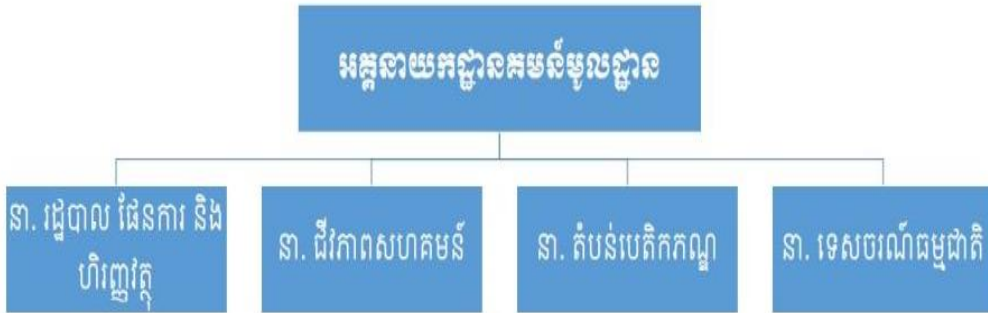 អគ្គនាយកដ្ឋានគមន៍មូលដ្ឋាន
នា. រដ្ឋបាល ផែនការ និង
ហិរញ្ញវត្ថុ
នា. ជីវភាពសហគមន៍
នា. តំបន់បេតិកភណ្ឌ
នា. ទេសចរណ៍ធម្មជាតិ